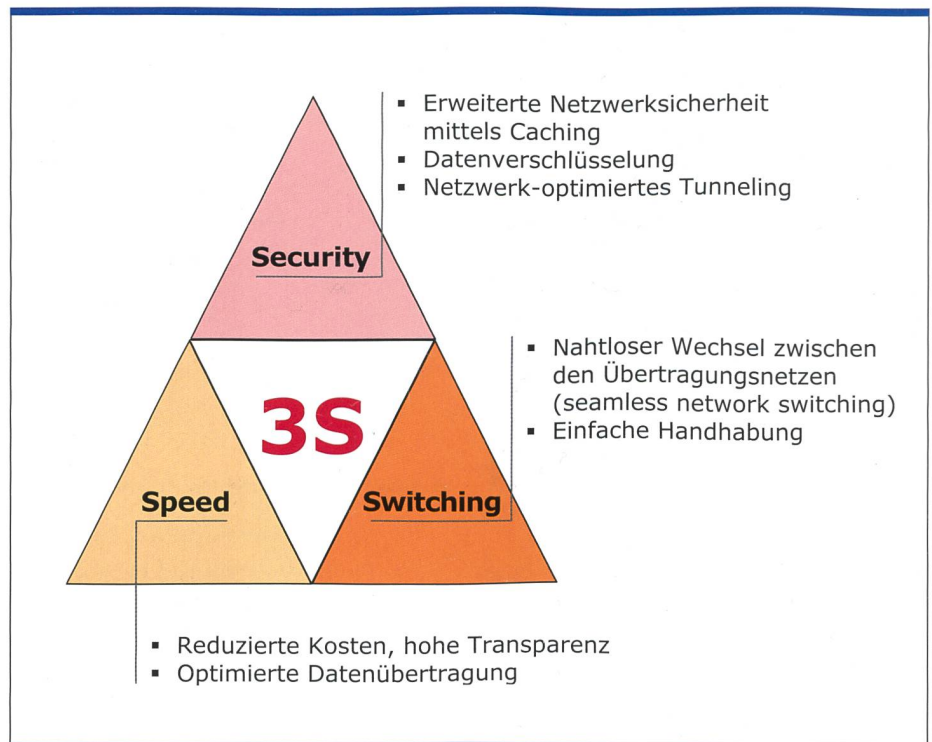 Erweiterte Netzwerksicherheit
mittels Caching
Datenverschlüsselung
Netzwerk-optimiertes Tunneling
Security
Nahtloser Wechsel zwischen
den Übertragungsnetzen
(seamless network switching)
Einfache Handhabung
3S
Speed
Switching
Reduzierte Kosten, hohe Transparenz
Optimierte Datenübertragung